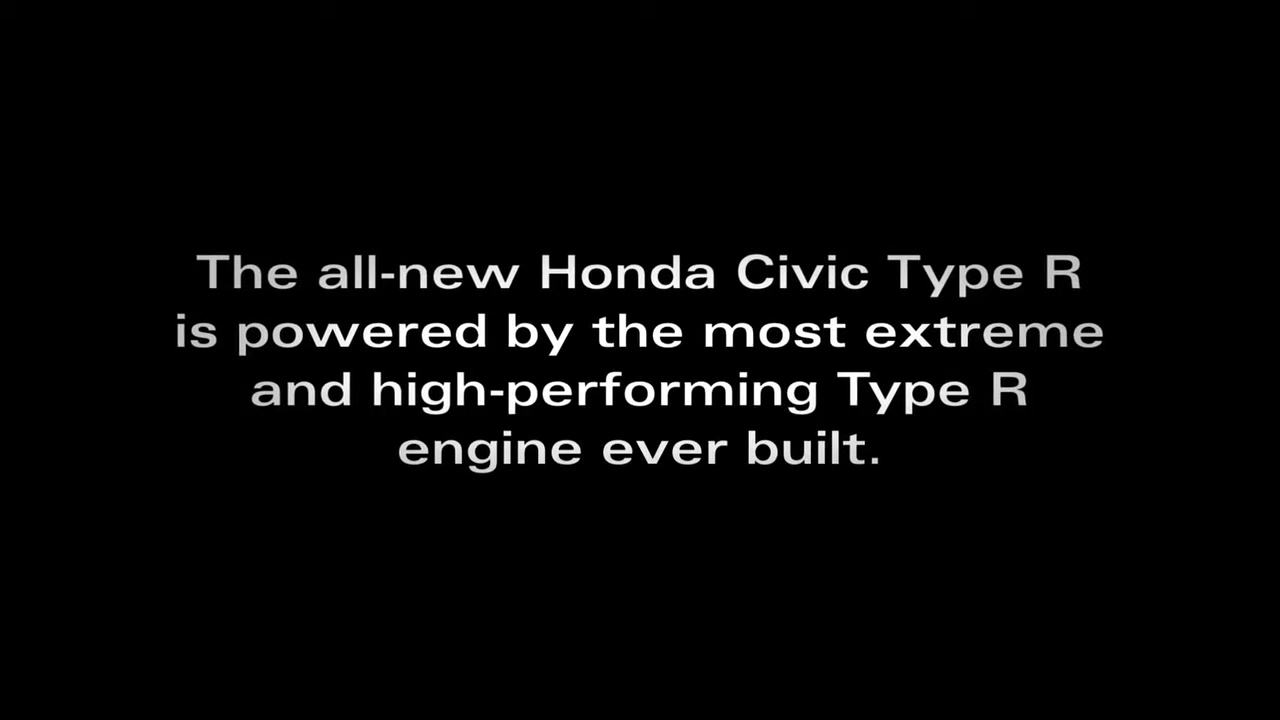 The all-new Honda Civic Type R
is powered by the most extreme
and high-performing Type R
engine ever built.